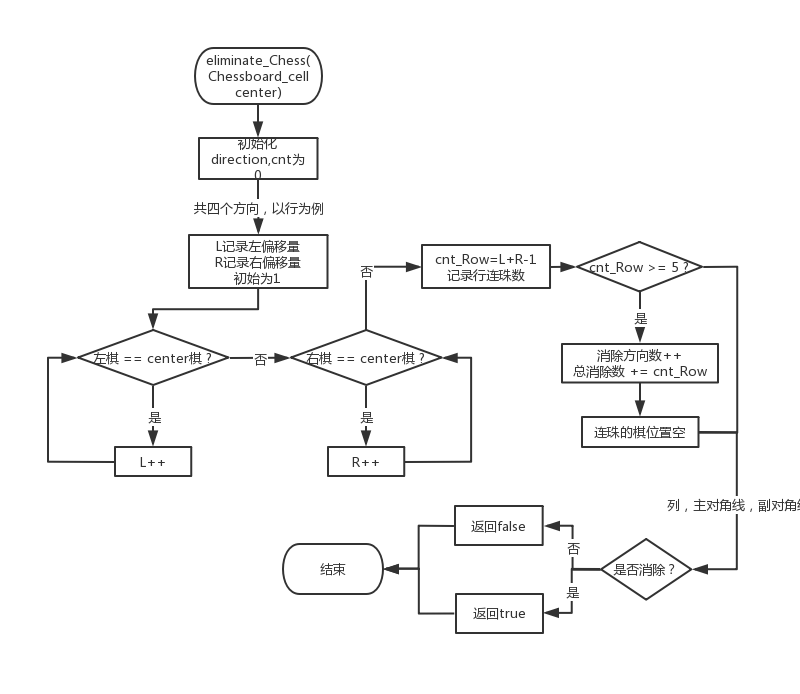 eliminate_Chess(
Chessboard_cell
center)
初始化
direction,cnt为
0
共四个方向，以行为例
L记录左偏移量
R记录右偏移量
初始为1
否
cnt_Row=L+R-1
记录行连珠数
cnt_Row >= 5？
是
左棋 == center棋？
否
右棋 == center棋？
消除方向数++
总消除数 += cnt_Row
是
是
连珠的棋位置空
L++
R++
列，主对角线，副对角线
返回false
否
结束
是否消除？
是
返回true